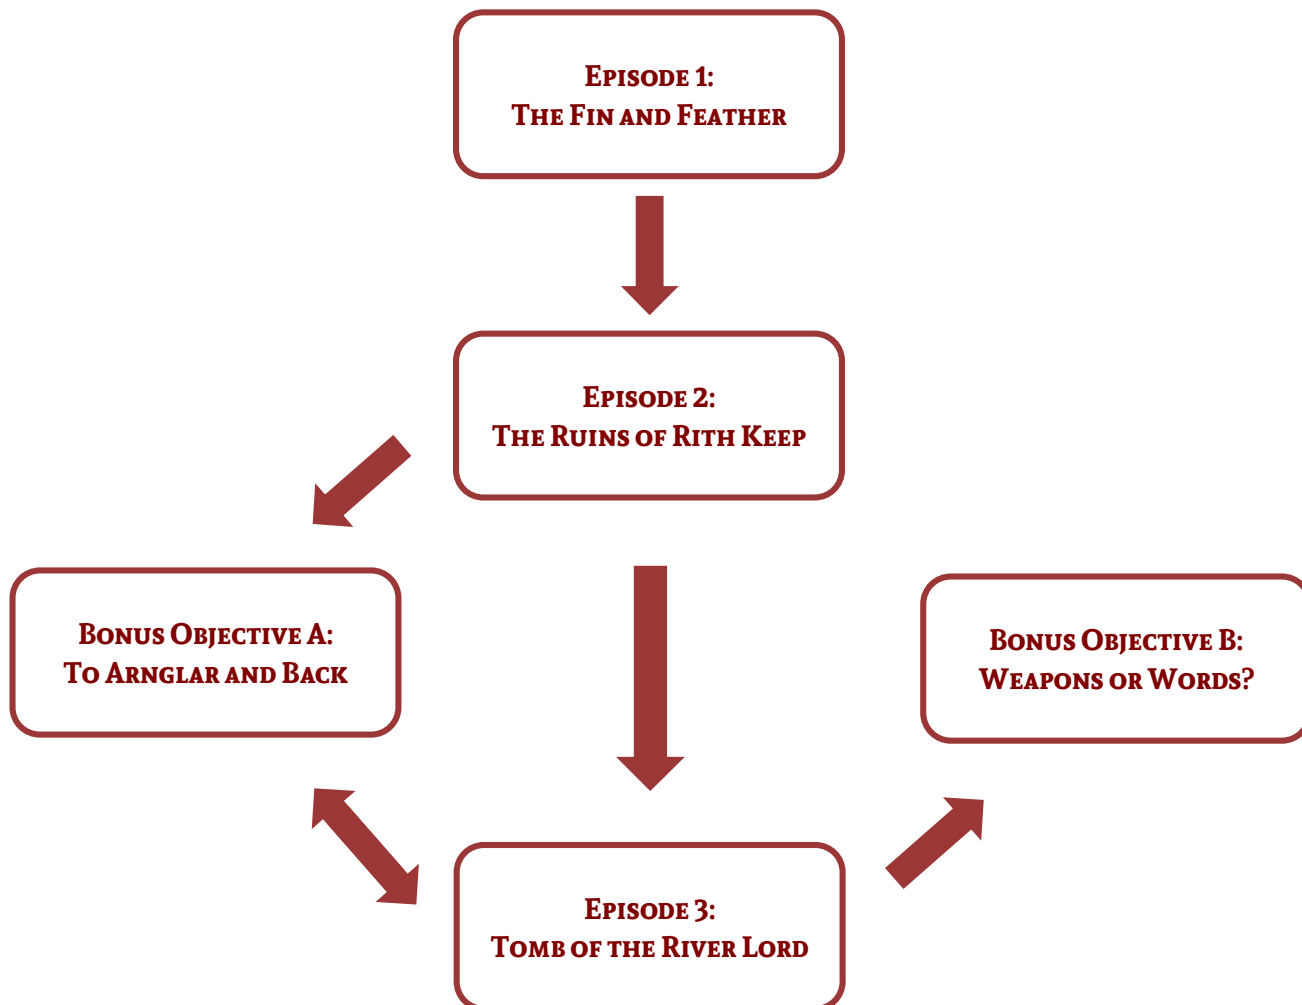 Episode 1:
The Fin and Feather
Episode 2:
The Ruins of Rith Keep
Bonus Objective A:
To Arnglar and Back
Bonus Objective B:
Weapons or Words?
Episode 3:
Tomb of the River Lord